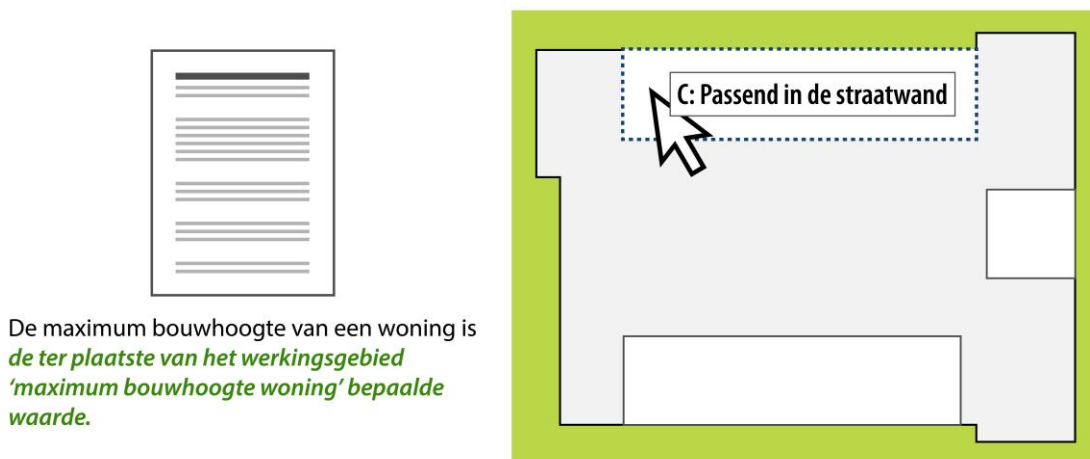 C: Passend in de straatwand
De maximum bouwhoogte van een woning is
de ter plaatste van het werkingsgebied
‘maximum bouwhoogte woning’ bepaalde
waarde.